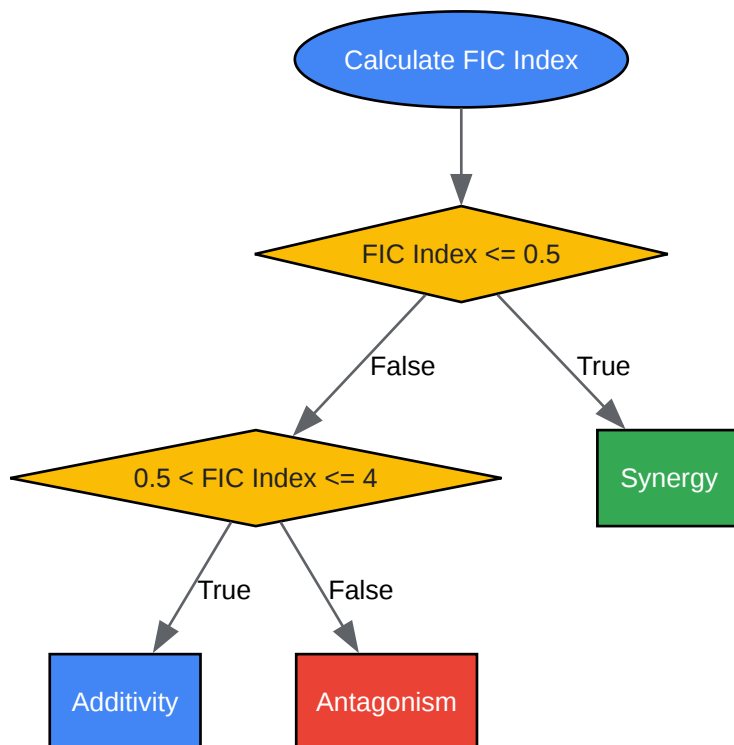 Calculate FIC Index
FIC Index <= 0.5
False
True
0.5 < FIC Index <= 4
Synergy
True
False
Additivity
Antagonism